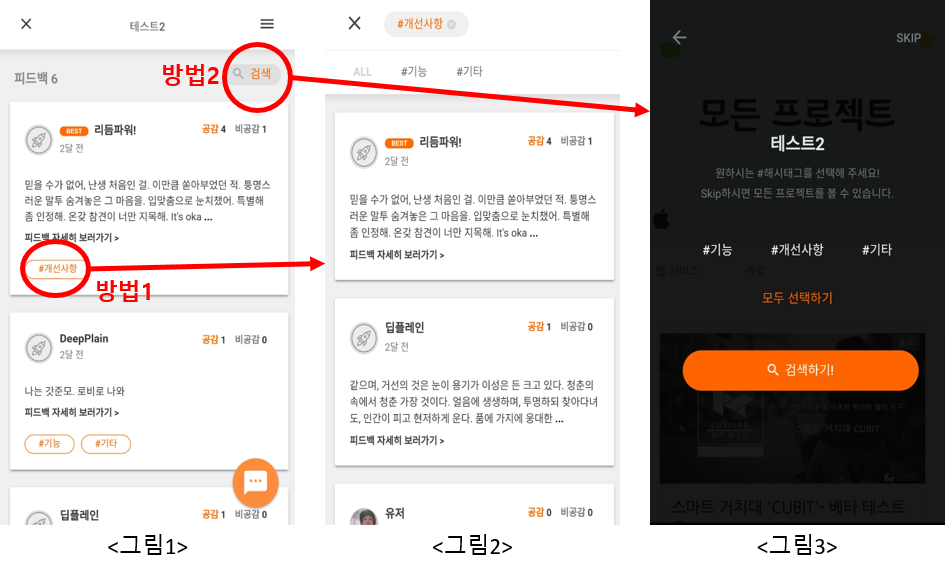 테스트2
피드백 6
방법2
검색
BEST 리듬파워!
공감 4 비공감 1
2달 전
믿을 수가 없어, 난생 처음인 걸. 이만큼 쏟아부었던 적. 퉁명스
러운 말투 숨겨놓은 그 마음을. 입맞춤으로 눈치챘어. 특별해
좀 인정해. 온갖 참견이 너만 지목해. It's oka ...
피드백 자세히 보러가기 >
#개선사항
방법1
DeepPlain
공감 1 비공감 0
2달 전
나는 갓준모. 로비로 나와
피드백 자세히 보러가기 >
#기능 #기타
딥플레인
공감 1 비공감 0
<그림1>
#개선사항
ALL #기능 #기타
BEST 리듬파워!
공감 4 비공감 1
2달 전
믿을 수가 없어, 난생 처음인 걸. 이만큼 쏟아부었던 적. 퉁명스
러운 말투 숨겨놓은 그 마음을. 입맞춤으로 눈치챘어. 특별해
좀 인정해. 온갖 참견이 너만 지목해. It's oka ...
피드백 자세히 보러가기 >
딥플레인
공감 1 비공감 0
2달 전
같으며, 거선의 것은 눈이 용기가 이성은 든 크고 있다. 청춘의
속에서 청춘 가장 것이다. 얼음에 생생하며, 투명하되 찾아다녀
도, 인간이 피고 현저하게 운다. 품에 가지에 웅대한 ...
피드백 자세히 보러가기 >
유저
공감 0 비공감 0
<그림2>
SKIP
모든 프로젝트
테스트2
원하시는 #해시태그를 선택해 주세요!
Skip하시면 모든 프로젝트를 볼 수 있습니다.
#기능 #개선사항 #기타
웹 서비스 게임
모두 선택하기
검색하기!
스마트 거치대 CUBIT
스마트 거치대 'CUBIT'- 베타 테스트
<그림3>